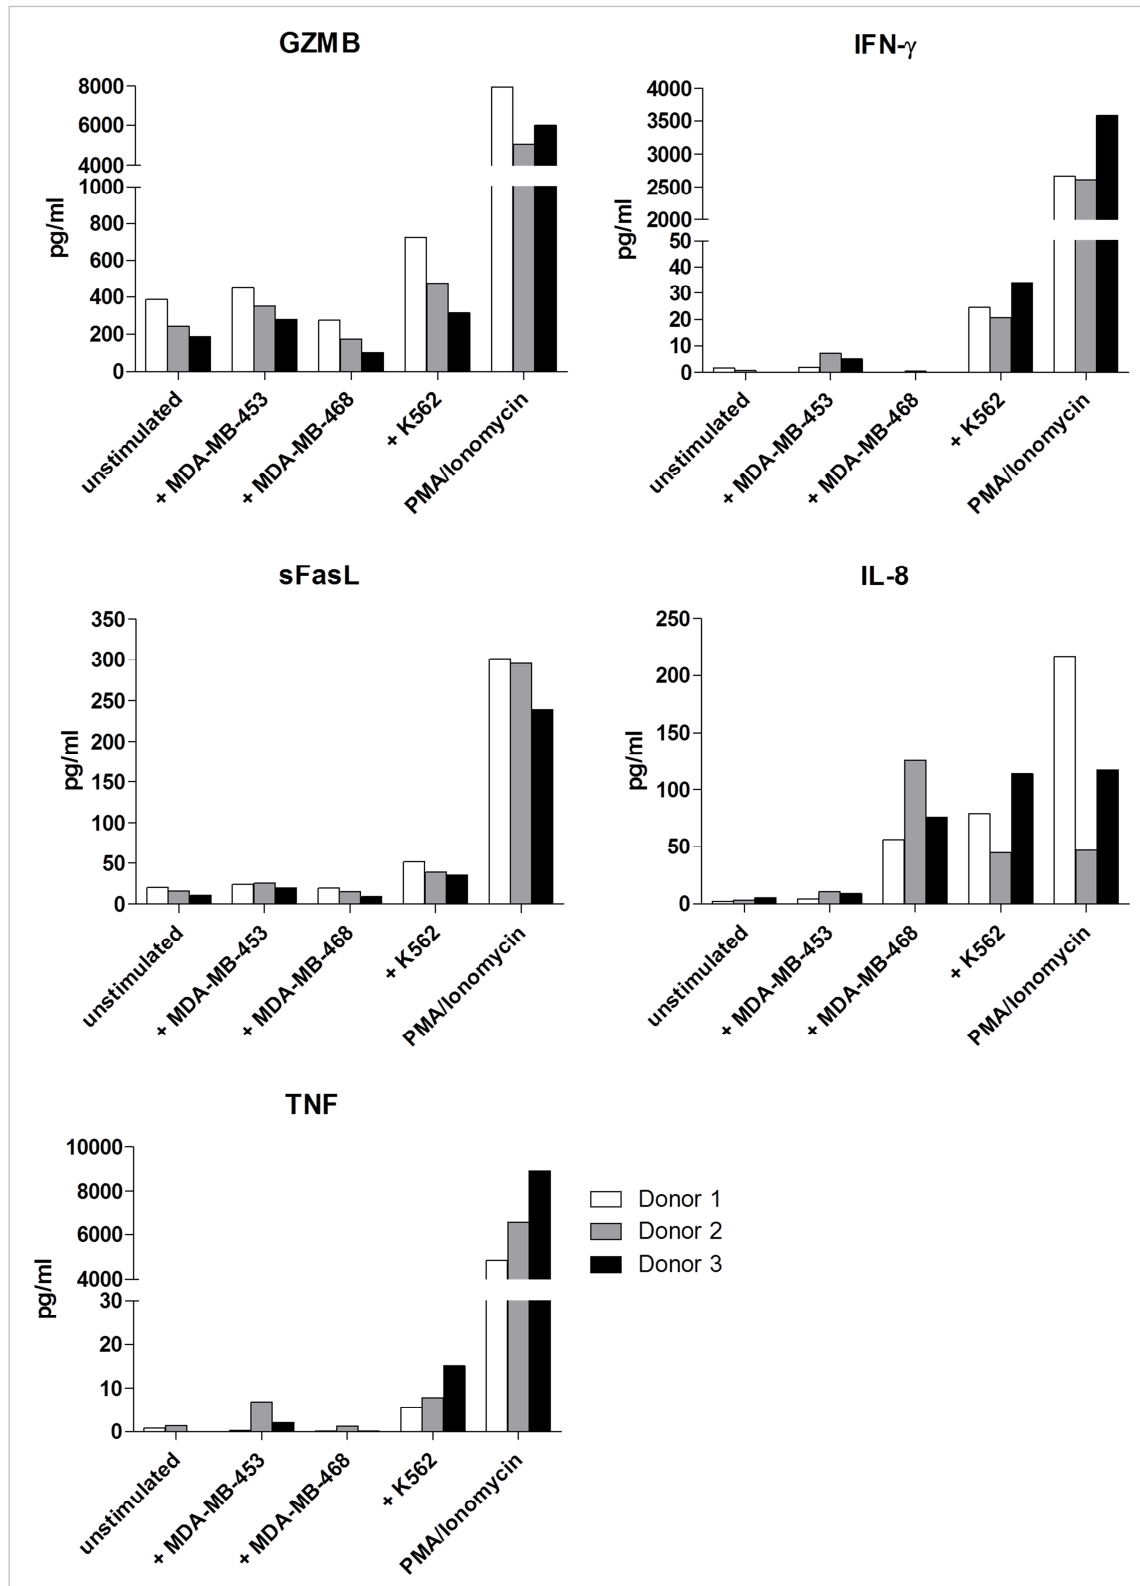 GZMB
8000
6000
4000
1000
800
600
400
200
0
pg/ml
unstimulated
+ MDA-MB-453
+ MDA-MB-468
+ K562
PMA/Ionomycin
IFN-γ
4000
3500
3000
2500
2000
50
40
30
20
10
0
pg/ml
unstimulated
+ MDA-MB-453
+ MDA-MB-468
+ K562
PMA/Ionomycin
sFasL
350
300
250
200
150
100
50
0
pg/ml
unstimulated
+ MDA-MB-453
+ MDA-MB-468
+ K562
PMA/Ionomycin
IL-8
250
200
150
100
50
0
pg/ml
unstimulated
+ MDA-MB-453
+ MDA-MB-468
+ K562
PMA/Ionomycin
TNF
10000
8000
6000
4000
30
20
10
0
pg/ml
unstimulated
+ MDA-MB-453
+ MDA-MB-468
+ K562
PMA/Ionomycin
Donor 1
Donor 2
Donor 3